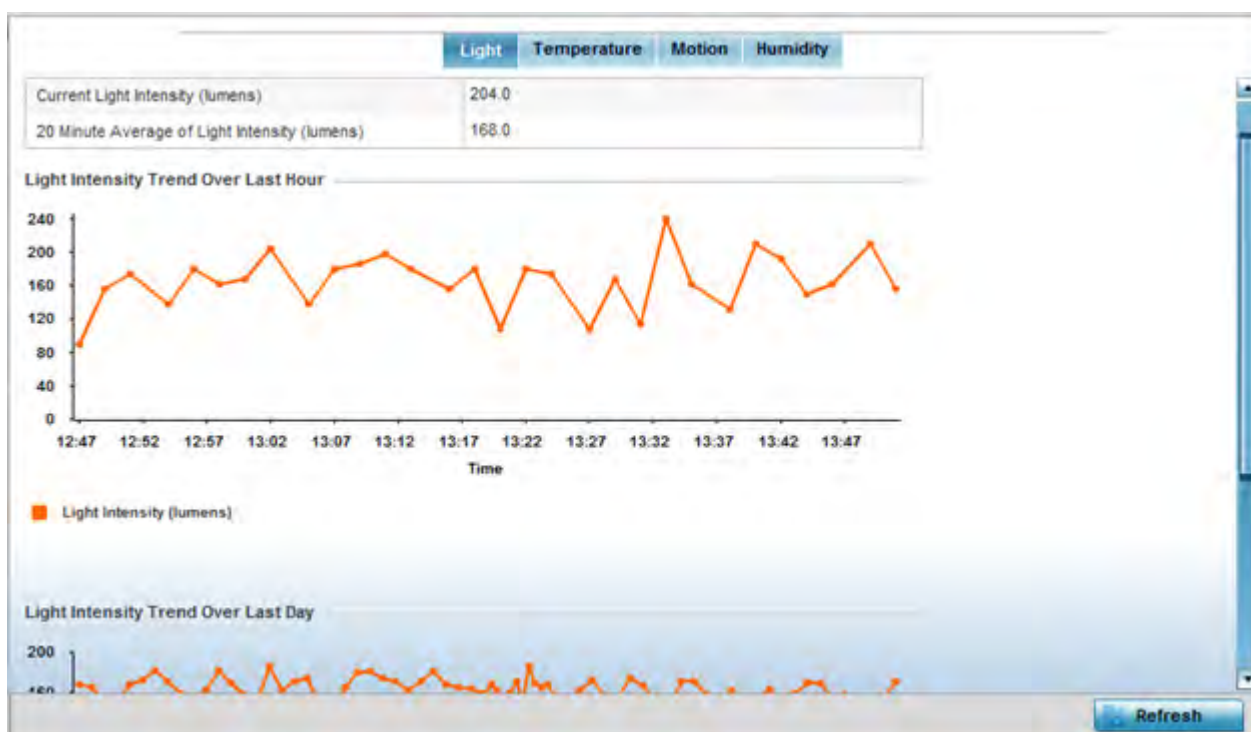 Light Temperature Motion Humidity
Current Light Intensity (lumens) 204.0
20 Minute Average of Light Intensity (lumens) 168.0
Light Intensity Trend Over Last Hour
240
200
160
120
80
40
0
12:47 12:52 12:57 13:02 13:07 13:12 13:17 13:22 13:27 13:32 13:37 13:42 13:47
Time
Light Intensity (lumens)
Light Intensity Trend Over Last Day
200
160
Refresh